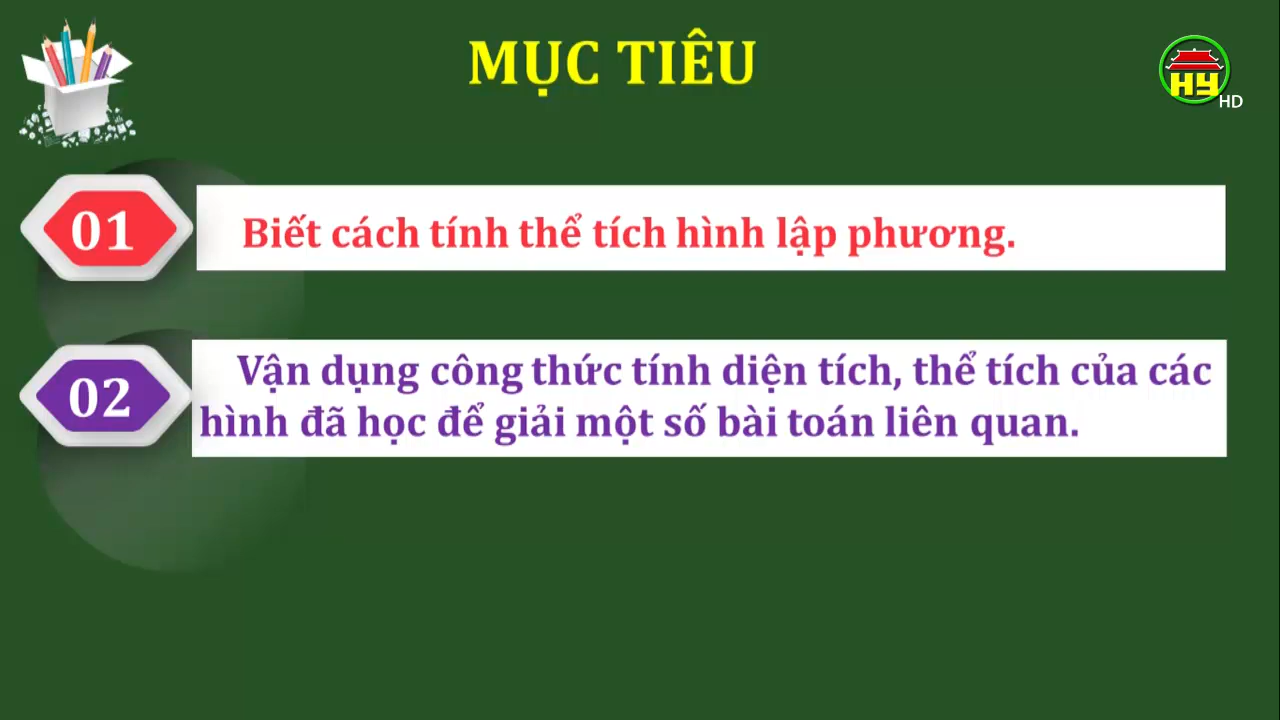 MỤC TIÊU
HY
HD
01
Biết cách tính thể tích hình lập phương.
02
Vận dụng công thức tính diện tích, thể tích của các
hình đã học để giải một số bài toán liên quan.